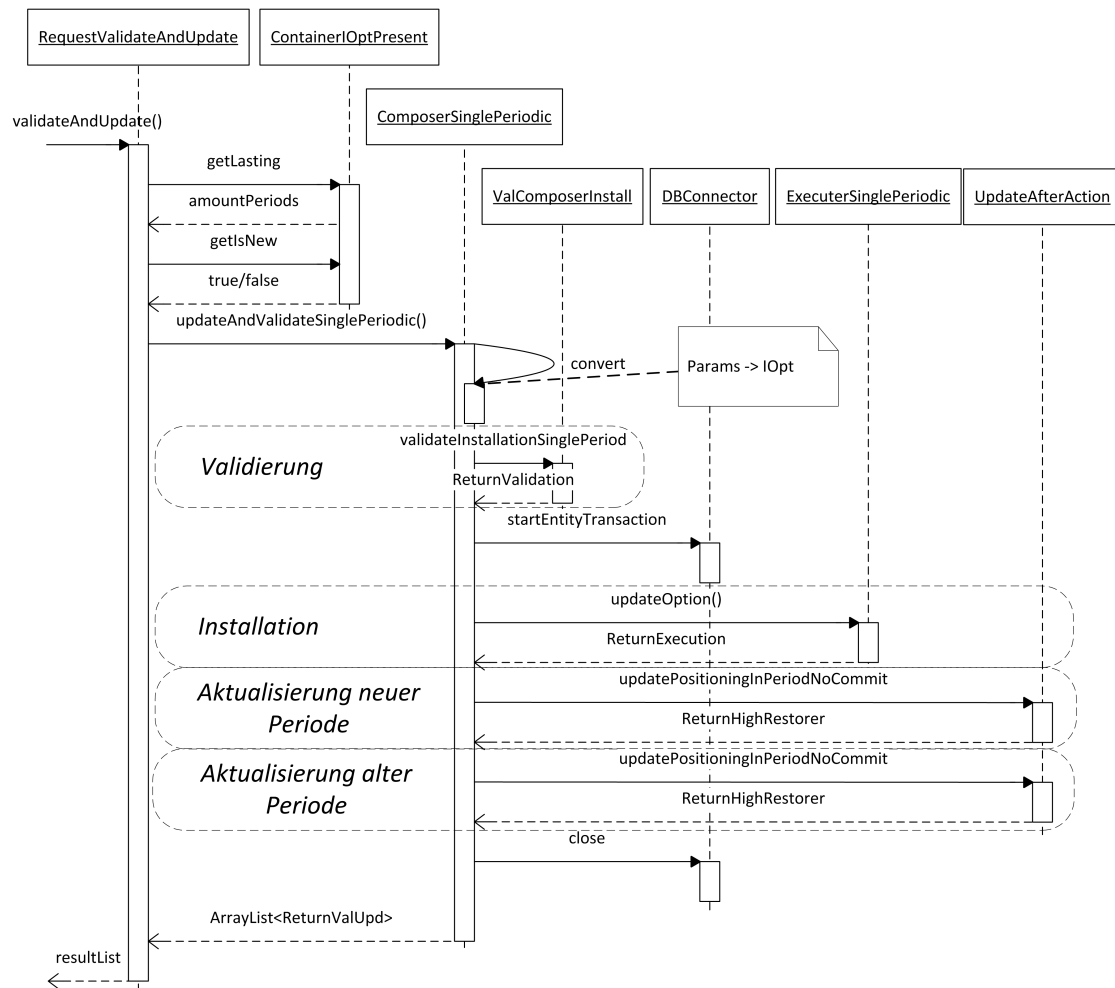 RequestValidateAndUpdate
ContainerIOptPresent
ComposerSinglePeriodic
validateAndUpdate()
getLasting
ValComposerInstall
DBConnector
ExecuterSinglePeriodic
UpdateAfterAction
amountPeriods
getIsNew
true/false
updateAndValidateSinglePeriodic()
convert
Params -> IOpt
validateInstallationSinglePeriod
Validierung
ReturnValidation
startEntityTransaction
updateOption()
Installation
ReturnExecution
updatePositioningInPeriodNoCommit
Aktualisierung neuer
Periode
ReturnHighRestorer
updatePositioningInPeriodNoCommit
Aktualisierung alter
Periode
ReturnHighRestorer
close
ArrayList<ReturnValUpd>
resultList